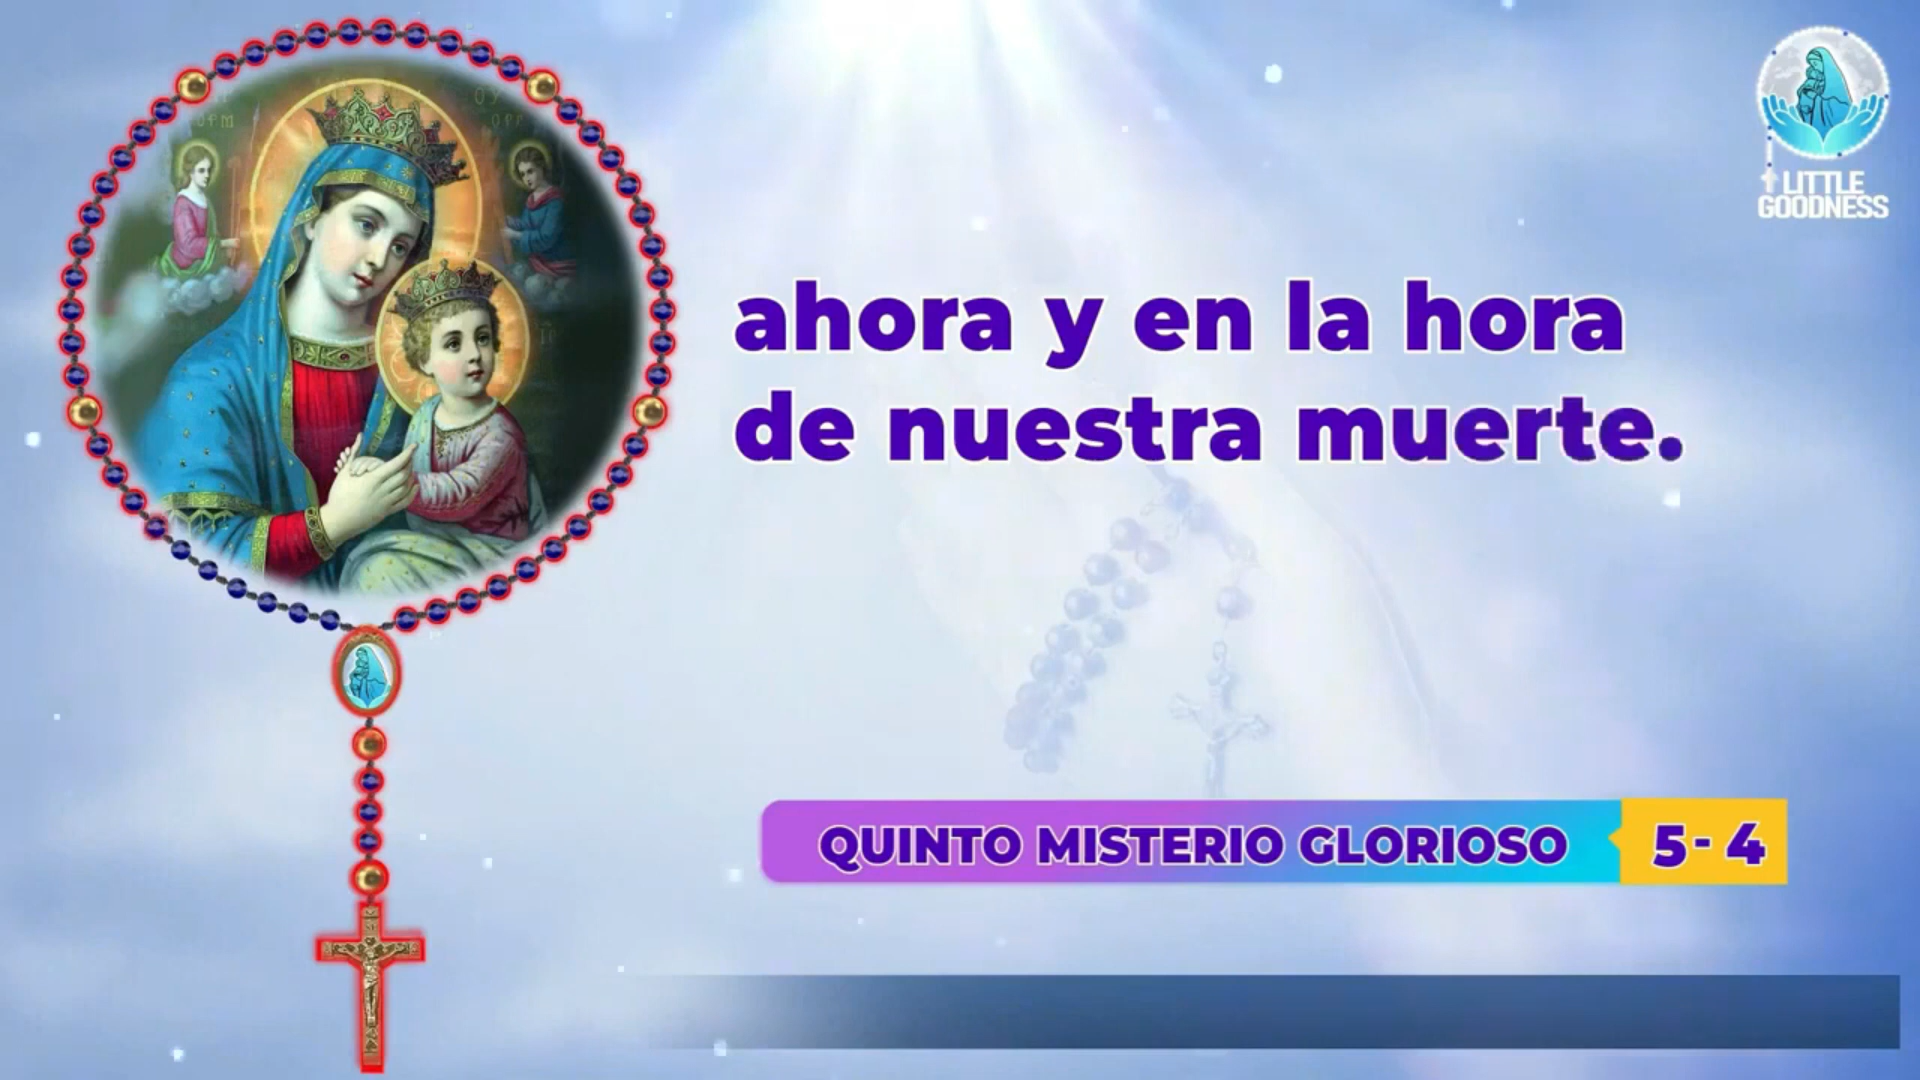 LITTLE
GOODNESS
ahora y en la hora
de nuestra muerte.
QUINTO MISTERIO GLORIOSO 5- 4